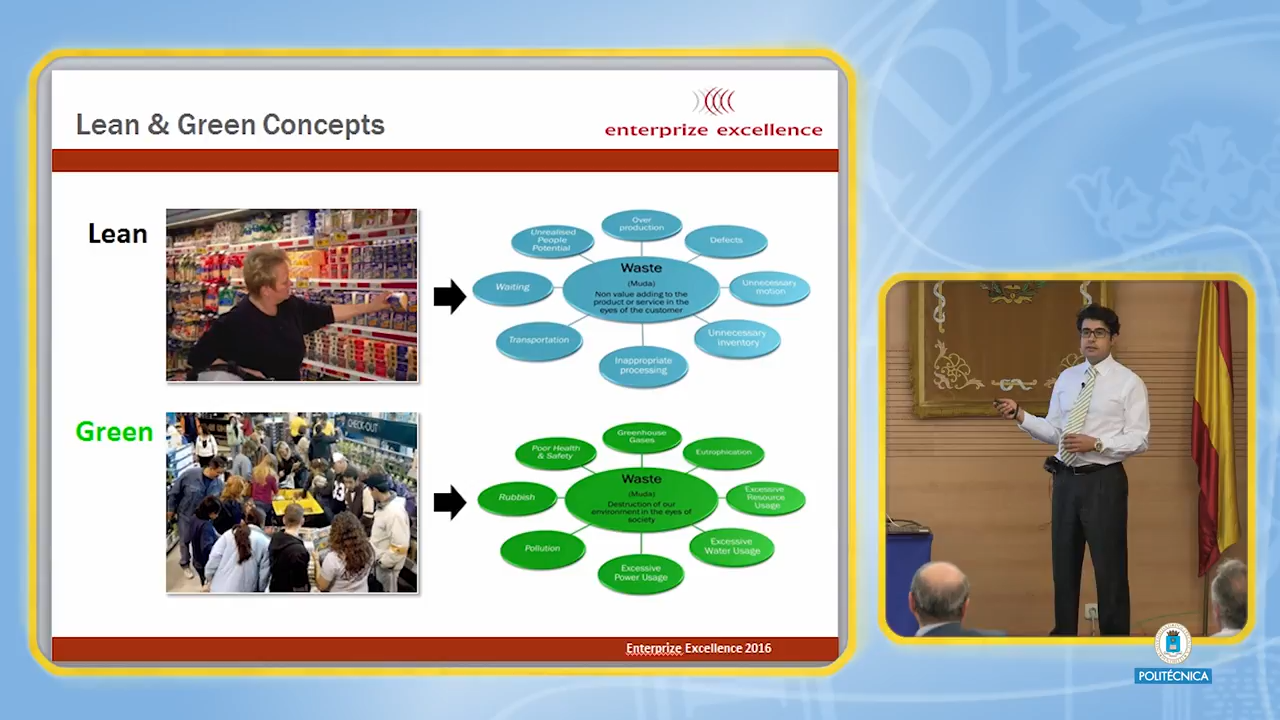 Lean & Green Concepts
enterprize excellence
Lean
Unrealised
People
Potential
Over
production
Defects
Waiting
Waste
(Muda)
Non value adding to the
product or service in the
eyes of the customer
Unnecessary
motion
Transportation
Inappropriate
processing
Unnecessary
inventory
Green
CHECK-OUT
Poor Health
& Safety
Greenhouse
Gases
Eutrophication
Rubbish
Waste
(Muda)
Destruction of our
environment in the eyes of
society
Excessive
Resource
Usage
Pollution
Excessive
Power Usage
Excessive
Water Usage
Enterprize Excellence 2016
POLITÉCNICA